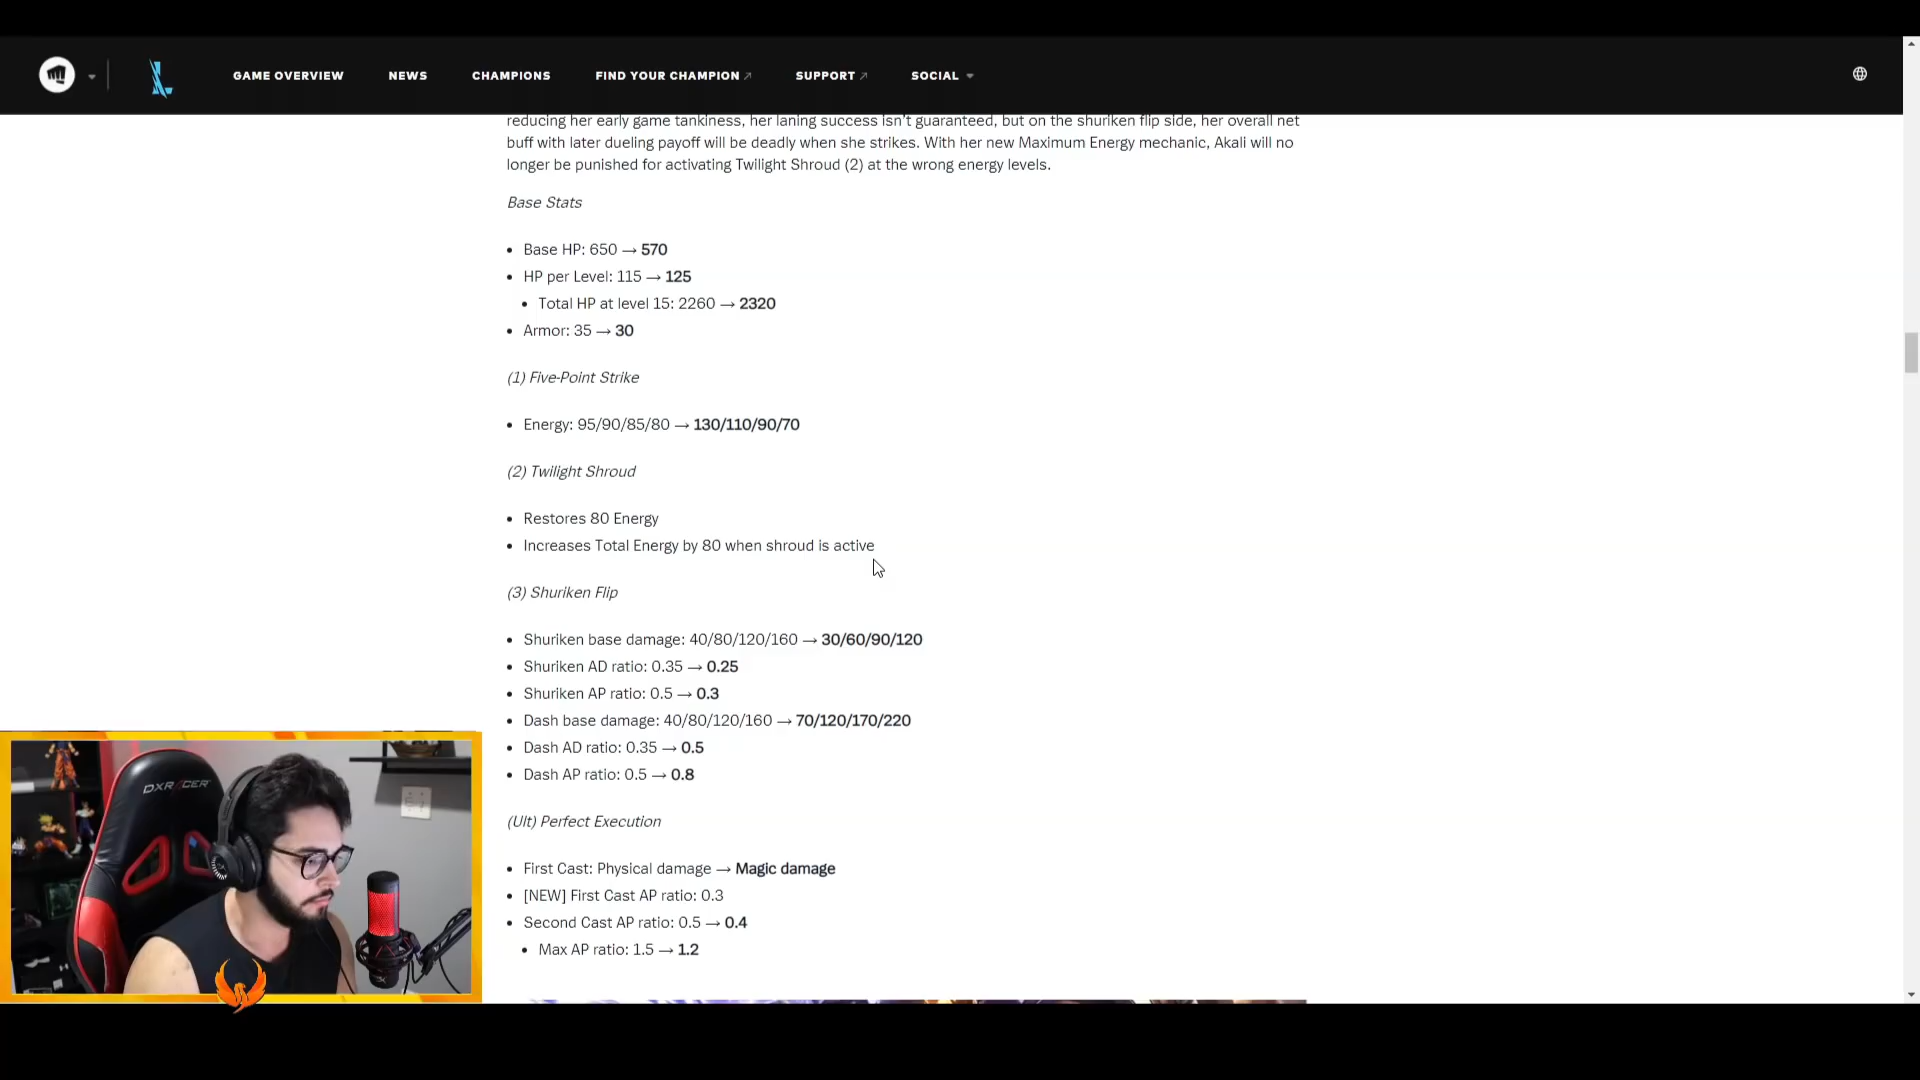 GAME OVERVIEW NEWS CHAMPIONS FIND YOUR CHAMPION SUPPORT SOCIAL
reducing her early game tankiness, her laning success isn't guaranteed, but on the shuriken flip side, her overall net
buff with later dueling payoff will be deadly when she strikes. With her new Maximum Energy mechanic, Akali will no
longer be punished for activating Twilight Shroud (2) at the wrong energy levels.
Base Stats
• Base HP: 650 → 570
• HP per Level: 115 → 125
• Total HP at level 15: 2260 → 2320
• Armor: 35 → 30
(1) Five-Point Strike
• Energy: 95/90/85/80 → 130/110/90/70
(2) Twilight Shroud
• Restores 80 Energy
• Increases Total Energy by 80 when shroud is active
(3) Shuriken Flip
• Shuriken base damage: 40/80/120/160 → 30/60/90/120
• Shuriken AD ratio: 0.35 → 0.25
• Shuriken AP ratio: 0.5 → 0.3
• Dash base damage: 40/80/120/160 → 70/120/170/220
• Dash AD ratio: 0.35 → 0.5
• Dash AP ratio: 0.5 → 0.8
(Ult) Perfect Execution
• First Cast: Physical damage → Magic damage
• [NEW] First Cast AP ratio: 0.3
• Second Cast AP ratio: 0.5 → 0.4
• Max AP ratio: 1.5 → 1.2
DXRACER